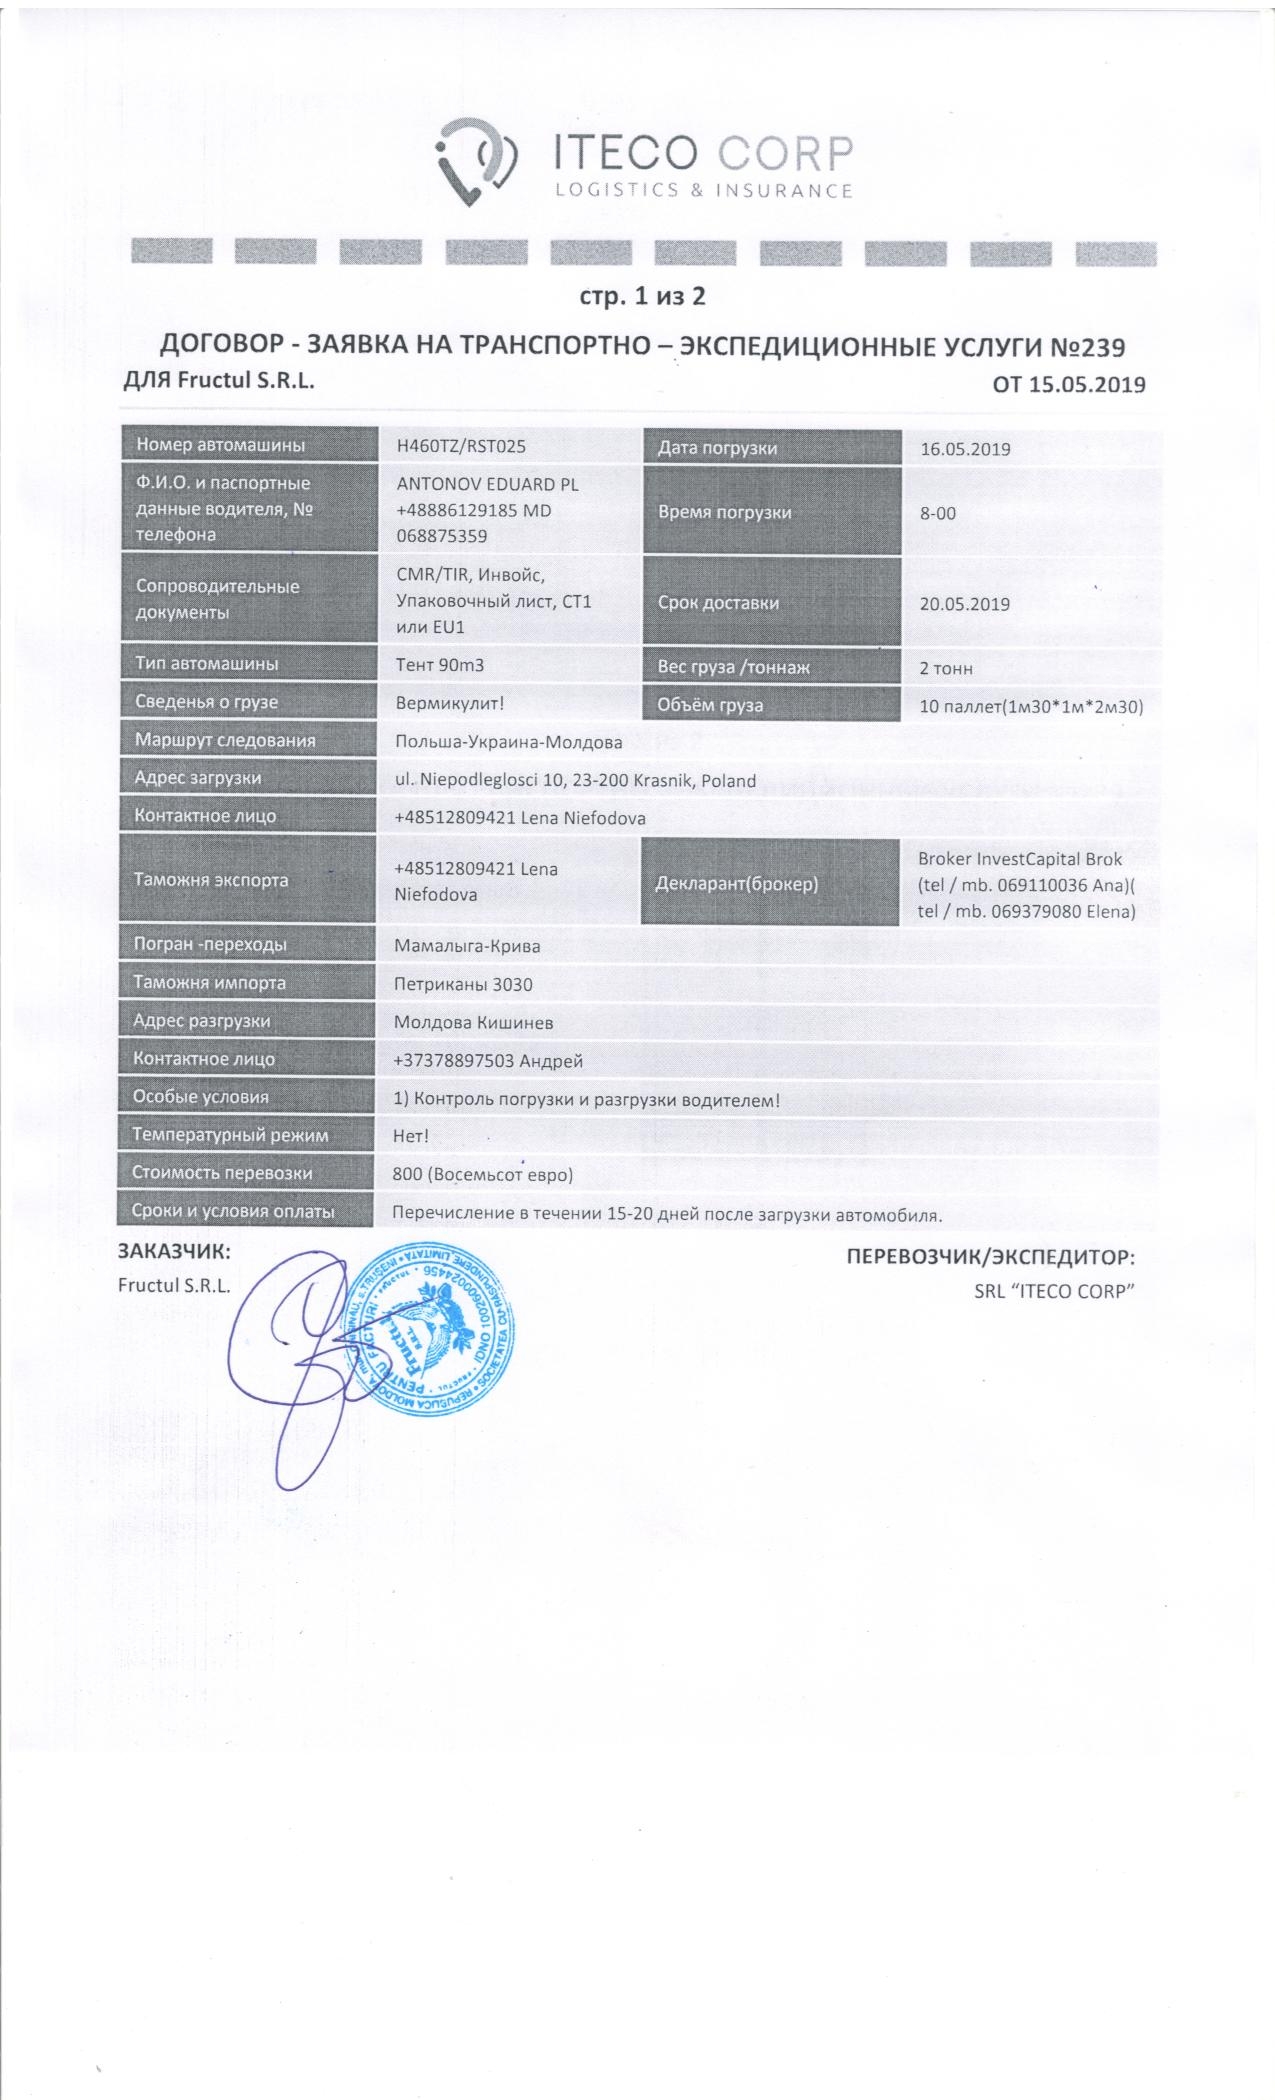 ITECO CORP
LOGISTICS & INSURANCE
стр. 1 из 2
ДОГОВОР - ЗАЯВКА НА ТРАНСПОРТНО – ЭКСПЕДИЦИОННЫЕ УСЛУГИ №239
ДЛЯ Fructul S.R.L.
ОТ 15.05.2019
Номер автомашины
H460TZ/RST025
Дата погрузки
16.05.2019
Ф.И.О. и паспортные
данные водителя, №
телефона
ANTONOV EDUARD PL
+48886129185 MD
068875359
Время погрузки
8-00
Сопроводительные
документы
CMR/TIR, Инвойс,
Упаковочный лист, СТ1
или EU1
Срок доставки
20.05.2019
Тип автомашины
Тент 90m3
Вес груза /тоннаж
2 тонн
Сведенья о грузе
Вермикулит!
Объём груза
10 паллет(1м30*1м*2м30)
Маршрут следования
Польша-Украина-Молдова
Адрес загрузки
ul. Niepodleglosci 10, 23-200 Krasnik, Poland
Контактное лицо
+48512809421 Lena Niefodova
Таможня экспорта
+48512809421 Lena
Niefodova
Декларант(брокер)
Broker InvestCapital Brok
(tel / mb. 069110036 Ana)(
tel / mb. 069379080 Elena)
Погран -переходы
Мамалыга-Крива
Таможня импорта
Петриканы 3030
Адрес разгрузки
Молдова Кишинев
Контактное лицо
+37378897503 Андрей
Особые условия
1) Контроль погрузки и разгрузки водителем!
Температурный режим
Нет!
Стоимость перевозки
800 (Восемьсот евро)
Сроки и условия оплаты
Перечисление в течении 15-20 дней после загрузки автомобиля.
ЗАКАЗЧИК:
ПЕРЕВОЗЧИК/ЭКСПЕДИТОР:
Fructul S.R.L.
SRL “ITECO CORP”
REPUBLICA MOLDOVA, mun. CHISINAU, s. TRUSENI • SOCIETATEA CU RASPUNDERE LIMITATA
PENTRU FACTURI
IDNO 1002600024456
Fructul
S.R.L.